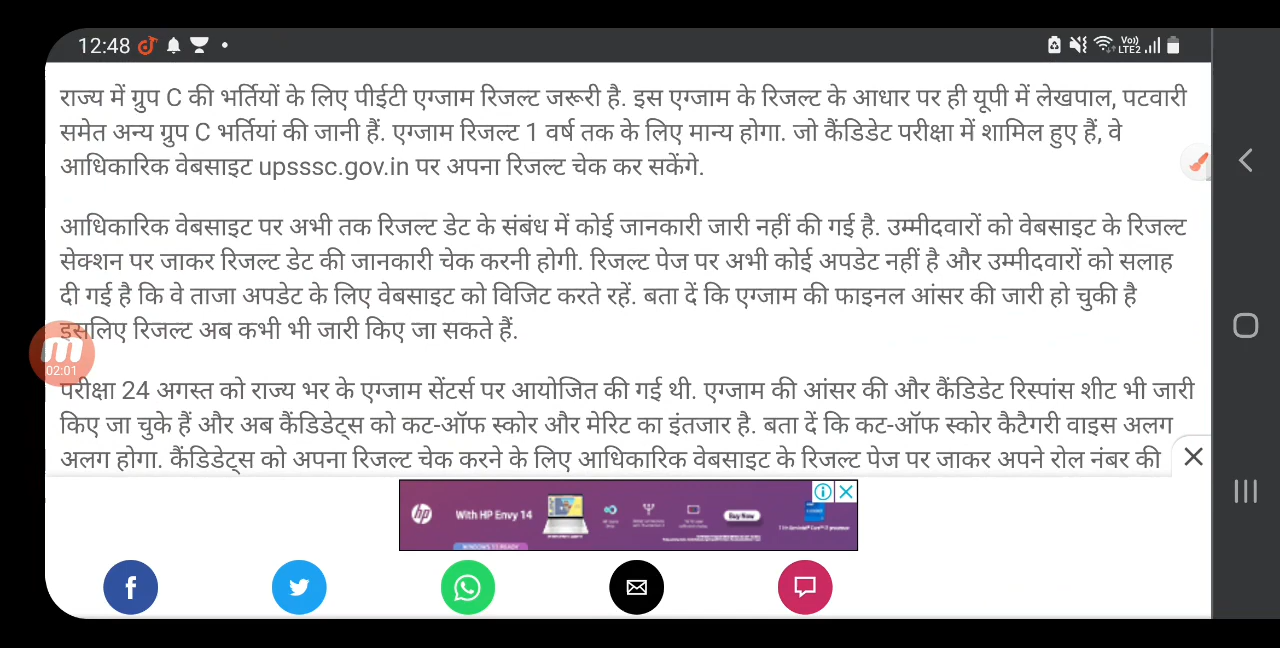 12:48
Vo))
LTE2
राज्य में ग्रुप C की भर्तियों के लिए पीईटी एग्जाम रिजल्ट जरूरी है. इस एग्जाम के रिजल्ट के आधार पर ही यूपी में लेखपाल, पटवारी
समेत अन्य ग्रुप C भर्तियां की जानी हैं. एग्जाम रिजल्ट 1 वर्ष तक के लिए मान्य होगा. जो कैंडिडेट परीक्षा में शामिल हुए हैं, वे
आधिकारिक वेबसाइट upsssc.gov.in पर अपना रिजल्ट चेक कर सकेंगे.
आधिकारिक वेबसाइट पर अभी तक रिजल्ट डेट के संबंध में कोई जानकारी जारी नहीं की गई है. उम्मीदवारों को वेबसाइट के रिजल्ट
सेक्शन पर जाकर रिजल्ट डेट की जानकारी चेक करनी होगी. रिजल्ट पेज पर अभी कोई अपडेट नहीं है और उम्मीदवारों को सलाह
दी गई है कि वे ताजा अपडेट के लिए वेबसाइट को विजिट करते रहें. बता दें कि एग्जाम की फाइनल आंसर की जारी हो चुकी है
इसलिए रिजल्ट अब कभी भी जारी किए जा सकते हैं.
02:01
परीक्षा 24 अगस्त को राज्य भर के एग्जाम सेंटर्स पर आयोजित की गई थी. एग्जाम की आंसर की और कैंडिडेट रिस्पांस शीट भी जारी
किए जा चुके हैं और अब कैंडिडेट्स को कट-ऑफ स्कोर और मेरिट का इंतजार है. बता दें कि कट-ऑफ स्कोर कैटैगरी वाइस अलग
अलग होगा. कैंडिडेट्स को अपना रिजल्ट चेक करने के लिए आधिकारिक वेबसाइट के रिजल्ट पेज पर जाकर अपने रोल नंबर की
hp
With HP Envy 14
Buy Now
WINDOWS 11 READY